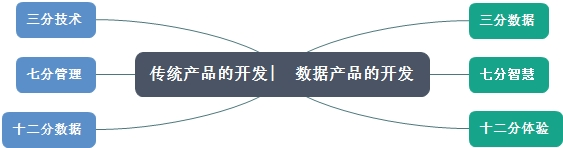 三分技术
七分管理
十二分数据
传统产品的开发| 数据产品的开发
三分数据
七分智慧
十二分体验